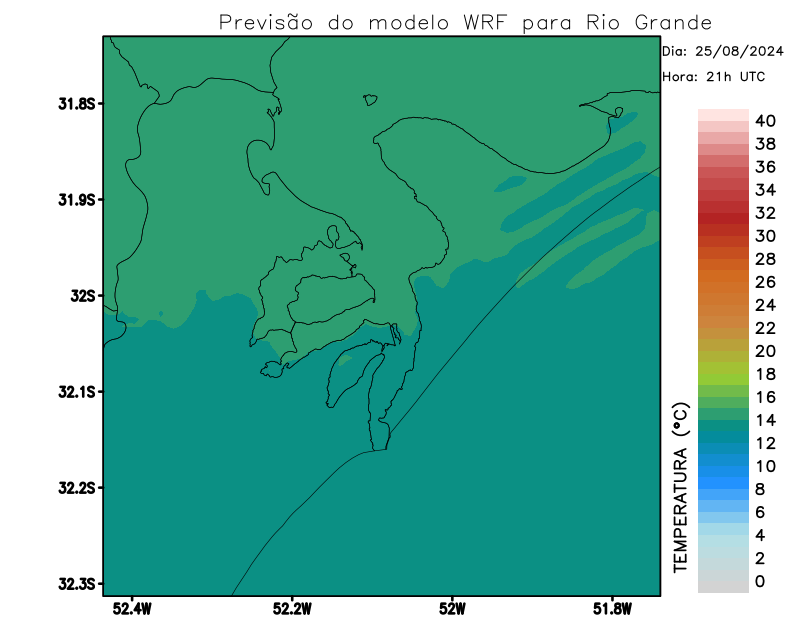 Previsão do modelo WRF para Rio Grande
Dia: 25/08/2024
Hora: 21h UTC
31.8S
31.9S
32S
32.1S
32.2S
32.3S
52.4W
52.2W
52W
51.8W
TEMPERATURA (°C)
40
38
36
34
32
30
28
26
24
22
20
18
16
14
12
10
8
6
4
2
0